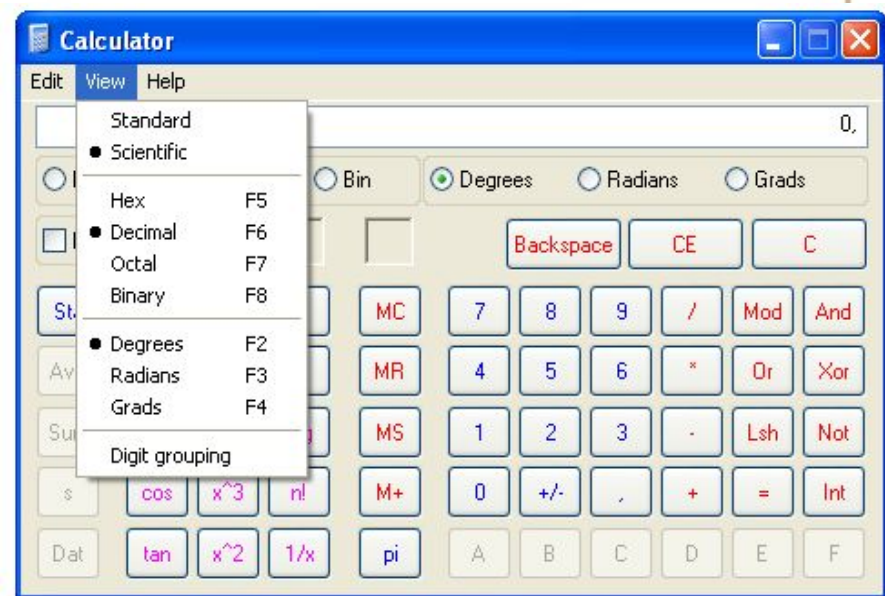 Calculator
Edit View Help
0,
Standard
Scientific
Bin Degrees Radians Grads
Hex F5
Decimal F6
Octal F7
Binary F8
Backspace CE C
MC 7 8 9 / Mod And
Degrees F2
Radians F3
Grads F4
MR 4 5 6 * Or Xor
MS 1 2 3 - Lsh Not
Digit grouping
s cos x^3 n! M+ 0 +/- , + = Int
Dat tan x^2 1/x pi A B C D E F